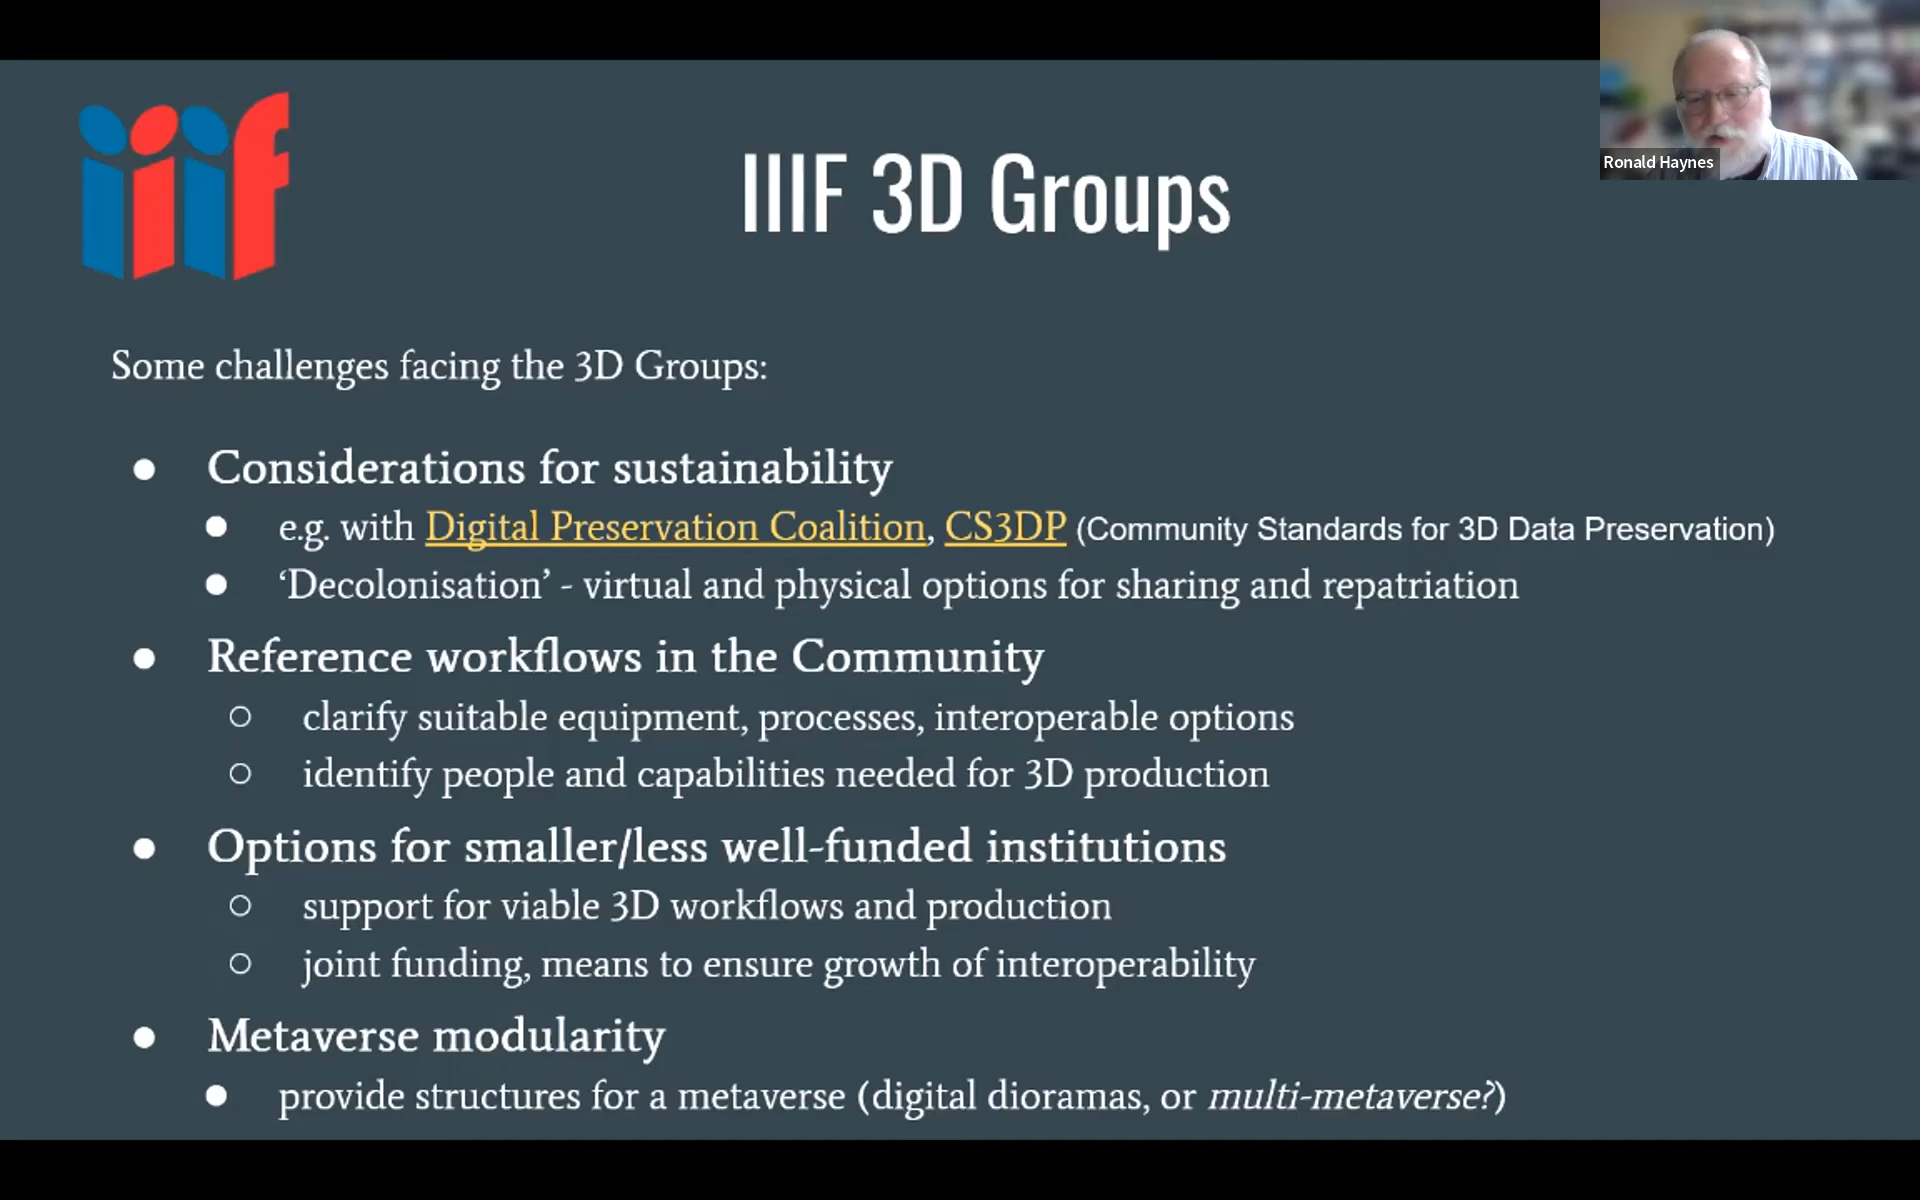 iiif
Ronald Haynes
IIIF 3D Groups
Some challenges facing the 3D Groups:
● Considerations for sustainability
● e.g. with Digital Preservation Coalition, CS3DP (Community Standards for 3D Data Preservation)
● ‘Decolonisation’ - virtual and physical options for sharing and repatriation
● Reference workflows in the Community
○ clarify suitable equipment, processes, interoperable options
○ identify people and capabilities needed for 3D production
● Options for smaller/less well-funded institutions
○ support for viable 3D workflows and production
○ joint funding, means to ensure growth of interoperability
● Metaverse modularity
● provide structures for a metaverse (digital dioramas, or multi-metaverse?)